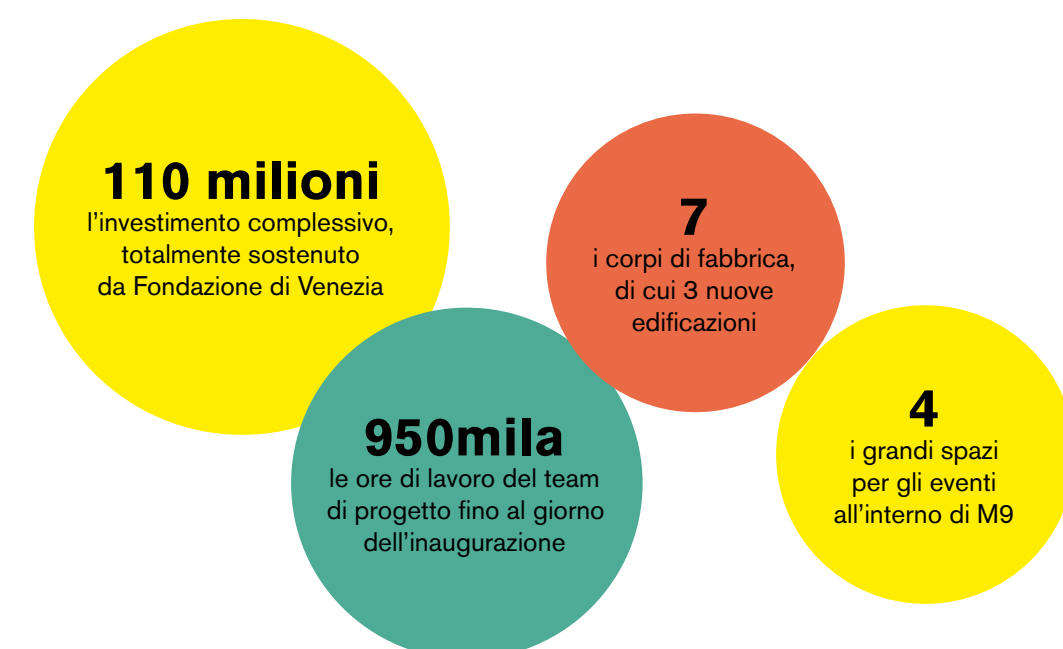 110 milioni
l’investimento complessivo,
totalmente sostenuto
da Fondazione di Venezia
7
i corpi di fabbrica,
di cui 3 nuove
edificazioni
950mila
le ore di lavoro del team
di progetto fino al giorno
dell’inaugurazione
4
i grandi spazi
per gli eventi
all’interno di M9